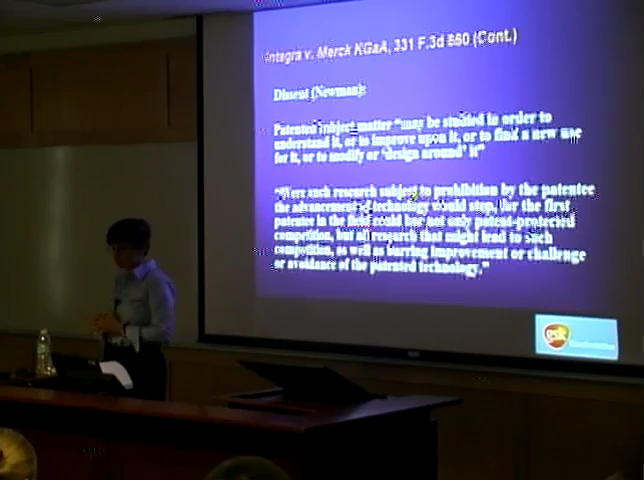 Integra v. Merck KGaA, 331 F.3d 860 (Cont.)
Dissent (Newman):
Patented subject matter “may be studied in order to
understand it, or to improve upon it, or to find a new use
for it, or to modify or ‘design around’ it”
“Were such research subject to prohibition by the patentee
the advancement of technology would stop, for the first
patentee in the field could bar not only patent-protected
competition, but all research that might lead to such
competition, as well as barring improvement or challenge
or avoidance of the patented technology.”
gsk